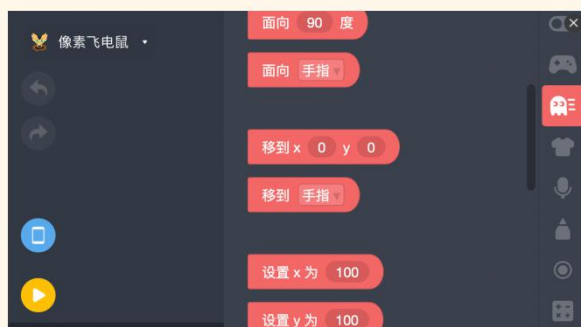 像素飞电鼠
面向 90 度
面向 手指
移到 x 0 y 0
移到 手指
设置 x 为 100
设置 y 为 100